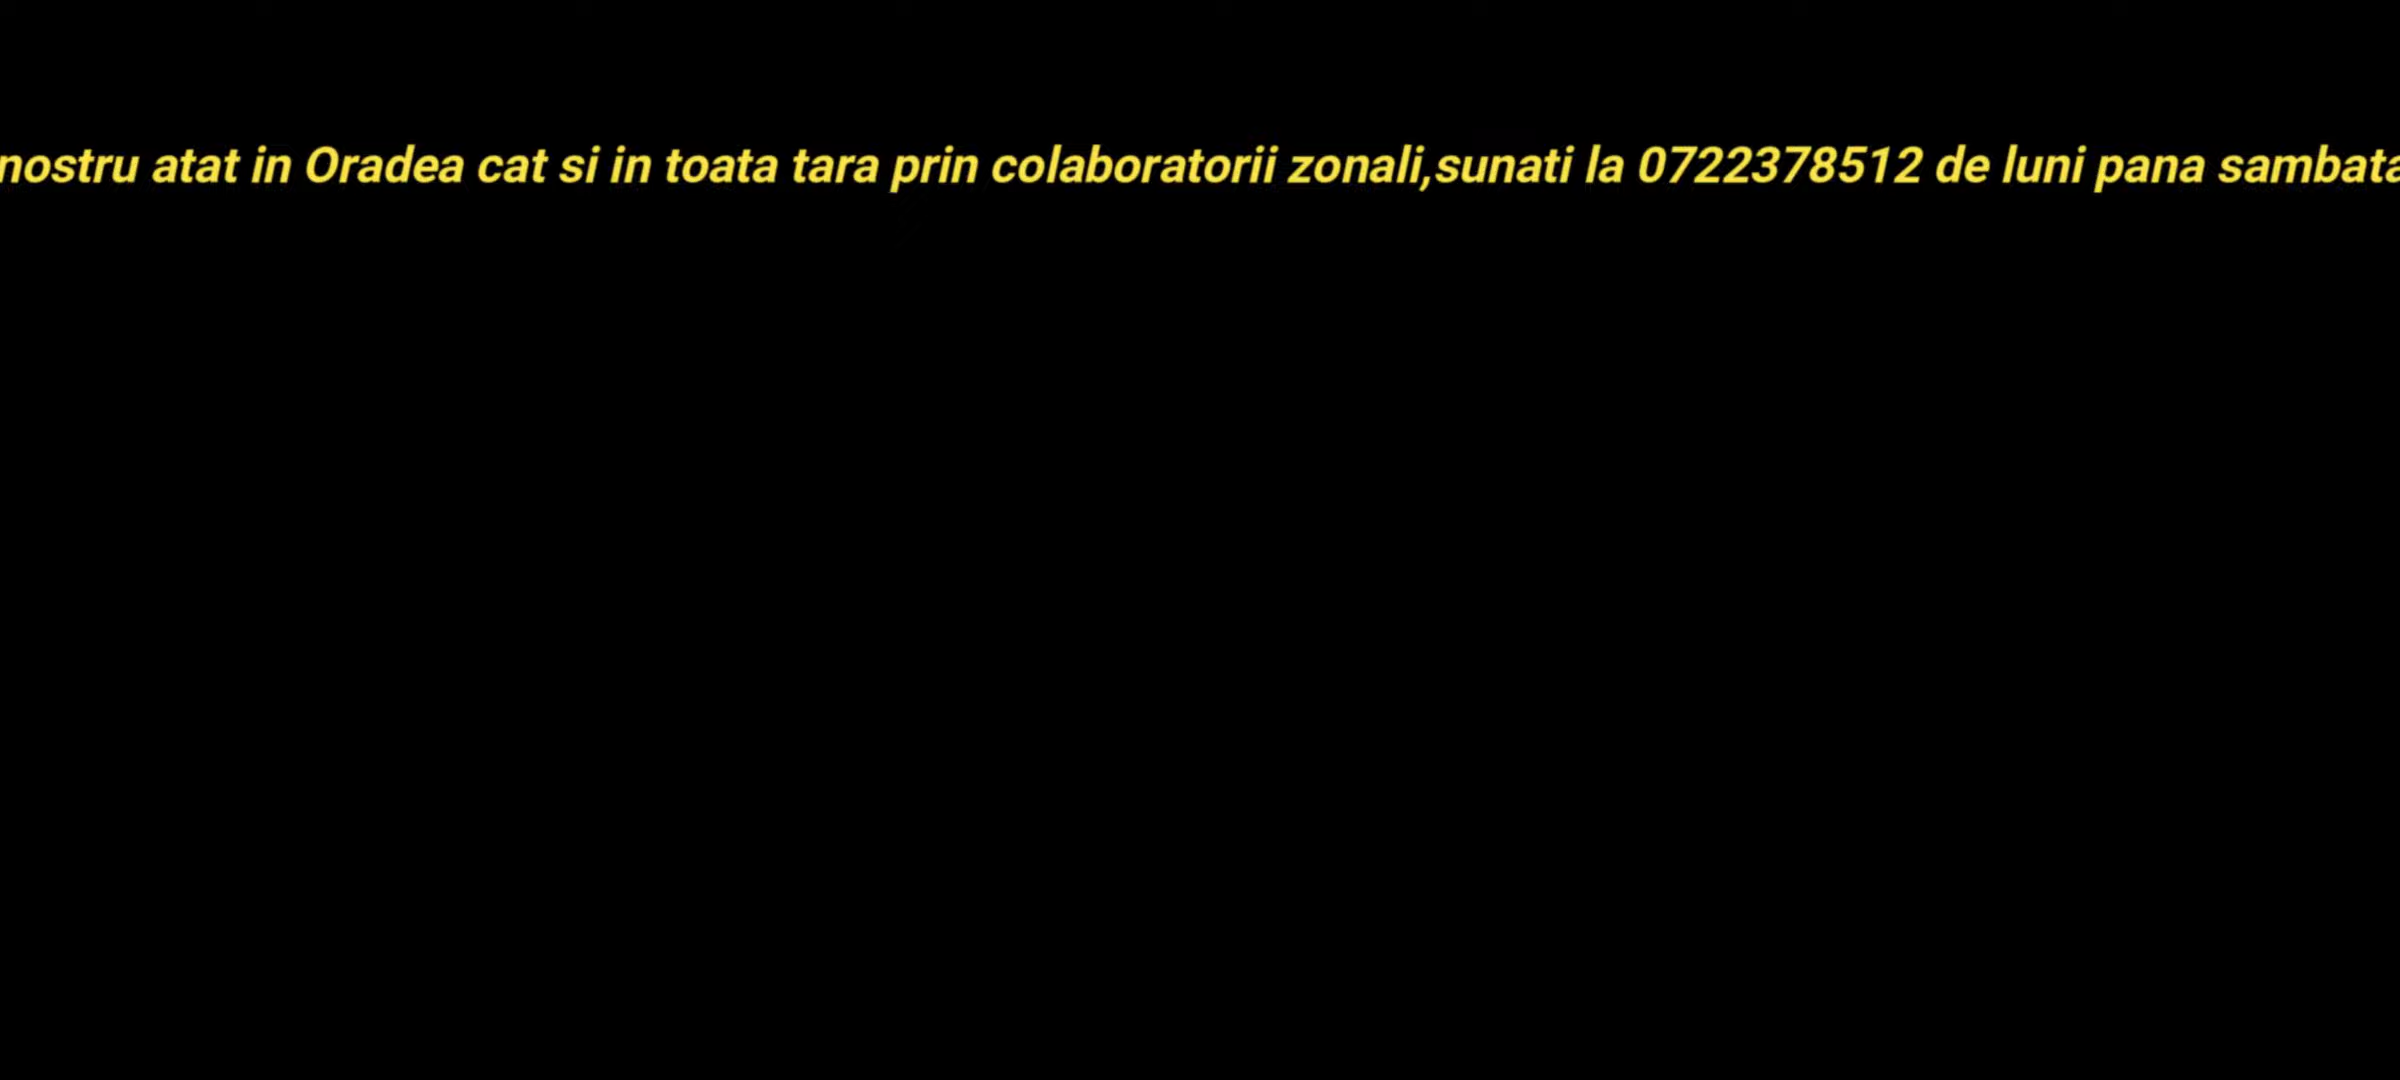 nostru atat in Oradea cat si in toata tara prin colaboratorii zonali,sunati la 0722378512 de luni pana sambata